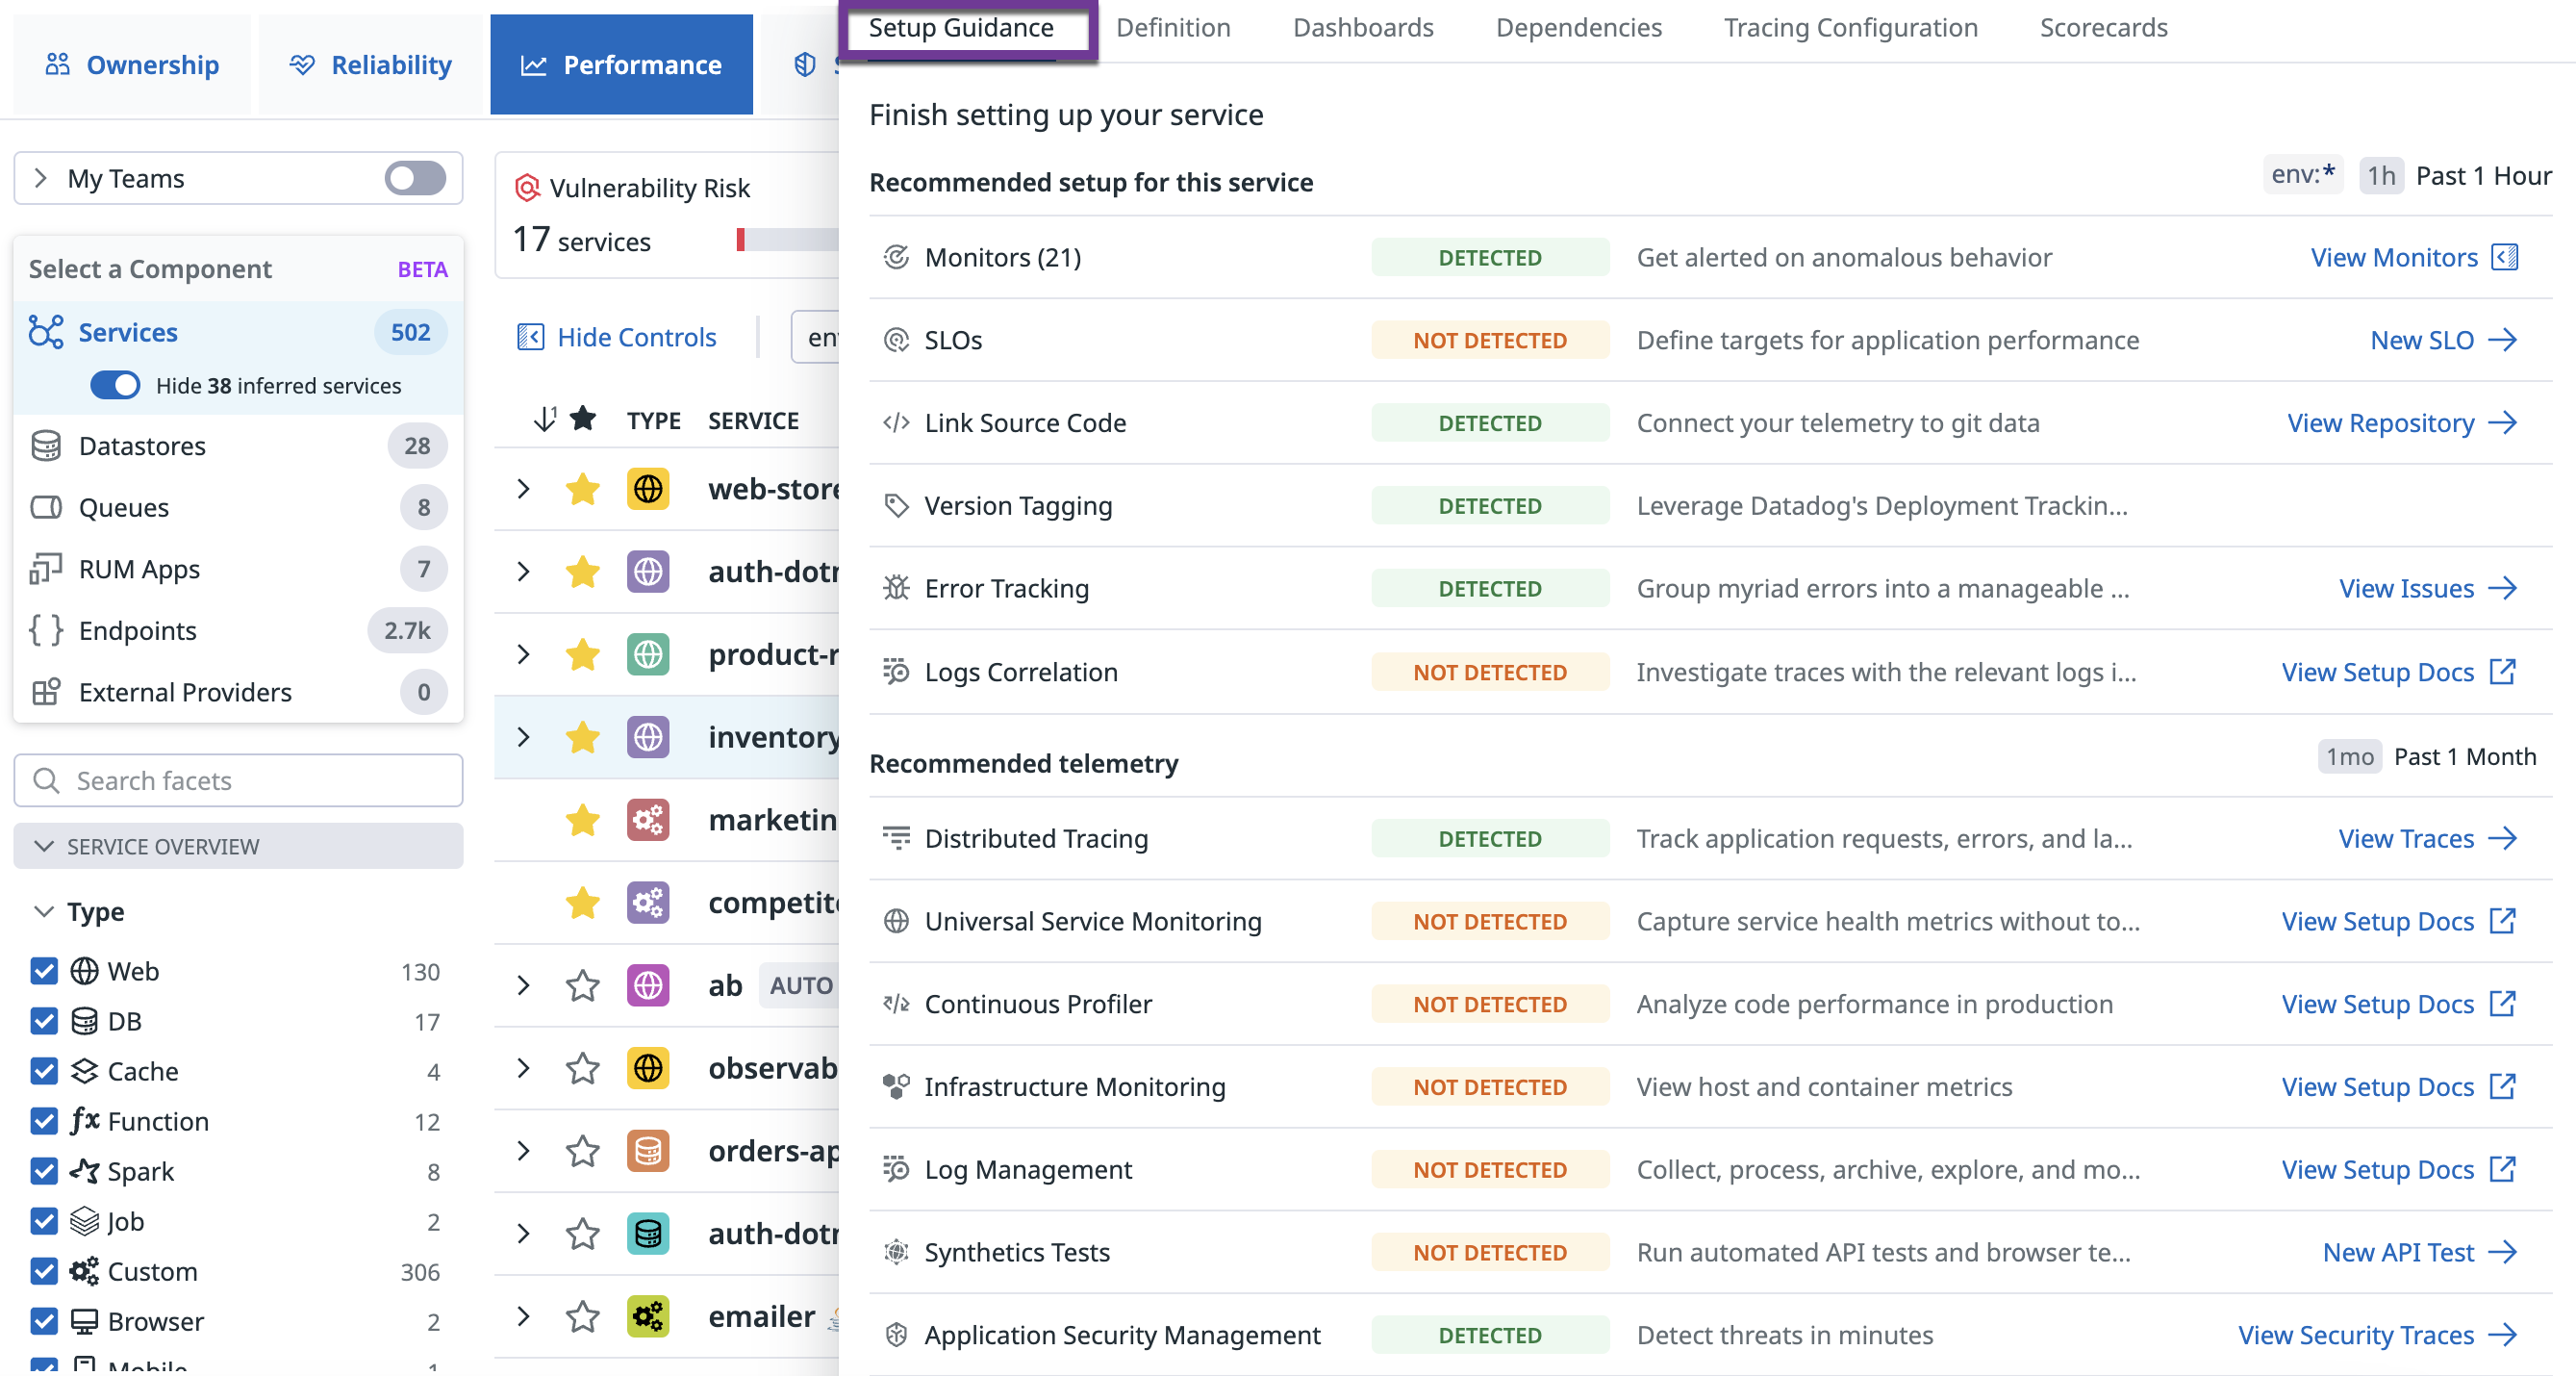 Ownership
Reliability
Performance
My Teams
Select a Component BETA
Services 502
Hide 38 inferred services
Datastores 28
Queues 8
RUM Apps 7
Endpoints 2.7k
External Providers 0
Search facets
SERVICE OVERVIEW
Type
Web 130
DB 17
Cache 4
Function 12
Spark 8
Job 2
Custom 306
Browser 2
Mobile 1
Vulnerability Risk
17 services
Hide Controls
TYPE SERVICE
web-store
auth-dotn
product-r
inventory
marketin
competit
ab AUTO
observab
orders-ap
auth-dotn
emailer
Setup Guidance Definition Dashboards Dependencies Tracing Configuration Scorecards
Finish setting up your service
Recommended setup for this service env:* 1h Past 1 Hour
Monitors (21) DETECTED Get alerted on anomalous behavior View Monitors
SLOs NOT DETECTED Define targets for application performance New SLO
Link Source Code DETECTED Connect your telemetry to git data View Repository
Version Tagging DETECTED Leverage Datadog's Deployment Trackin...
Error Tracking DETECTED Group myriad errors into a manageable ... View Issues
Logs Correlation NOT DETECTED Investigate traces with the relevant logs i... View Setup Docs
Recommended telemetry 1mo Past 1 Month
Distributed Tracing DETECTED Track application requests, errors, and la... View Traces
Universal Service Monitoring NOT DETECTED Capture service health metrics without to... View Setup Docs
Continuous Profiler NOT DETECTED Analyze code performance in production View Setup Docs
Infrastructure Monitoring NOT DETECTED View host and container metrics View Setup Docs
Log Management NOT DETECTED Collect, process, archive, explore, and mo... View Setup Docs
Synthetics Tests NOT DETECTED Run automated API tests and browser te... New API Test
Application Security Management DETECTED Detect threats in minutes View Security Traces